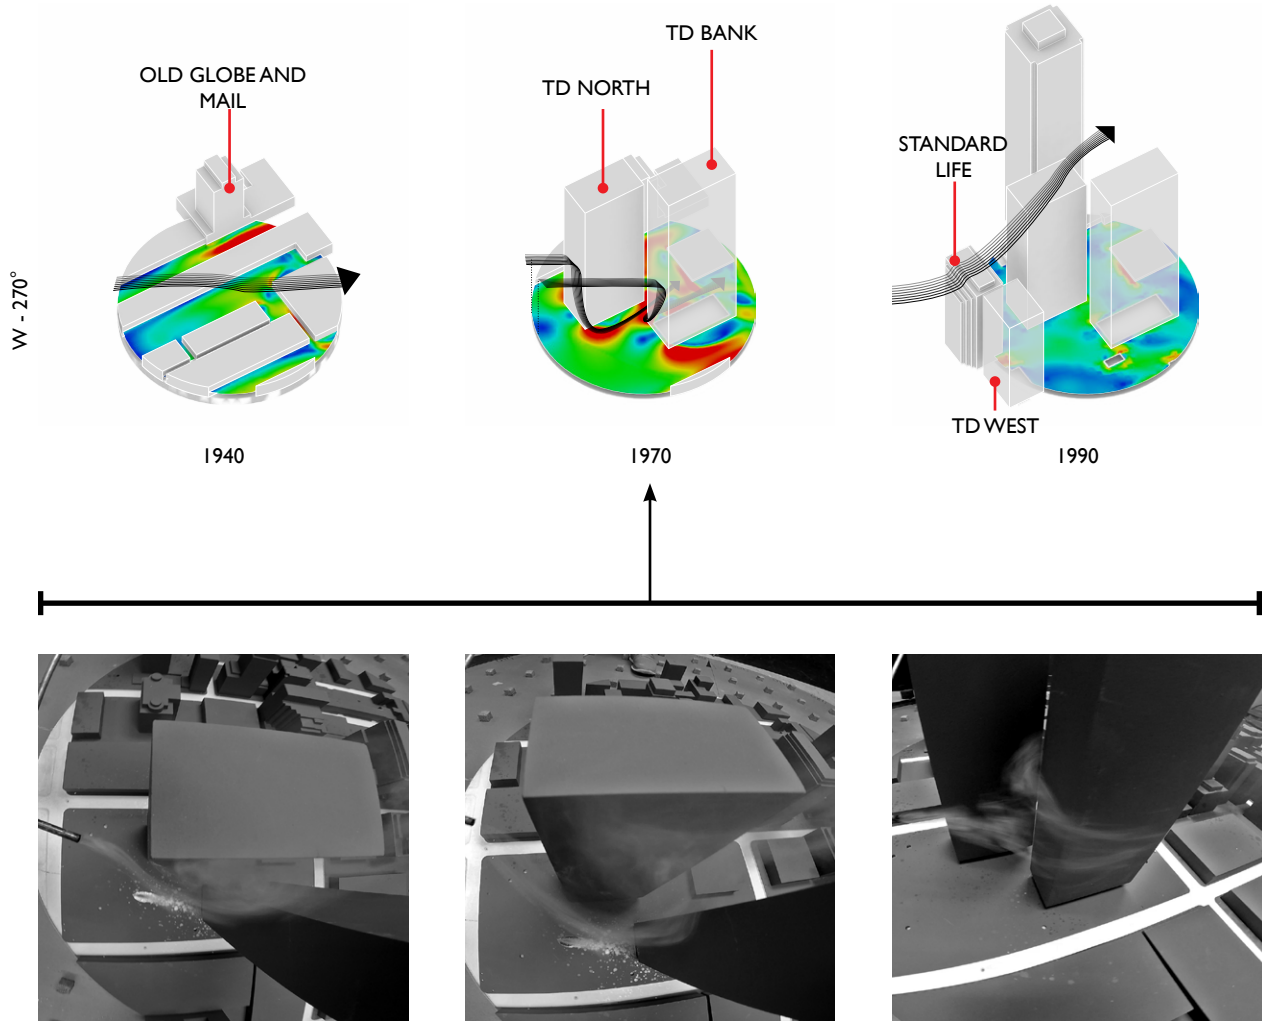 OLD GLOBE AND
MAIL
TD NORTH
TD BANK
STANDARD
LIFE
TD WEST
W - 270°
1940
1970
1990